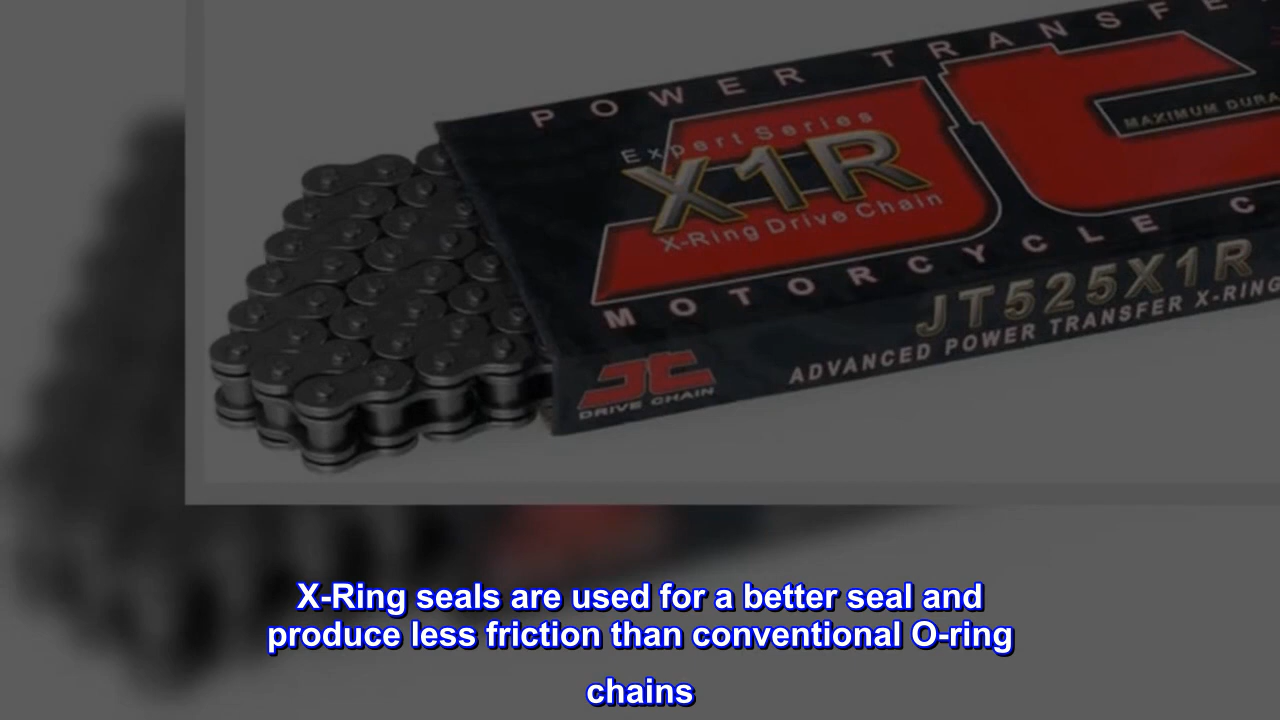 POWER TRANSFE
Expert Series
X1R
X-Ring Drive Chain
MAXIMUM DURA
MOTORCYCLE C
JT525X1R
ADVANCED POWER TRANSFER X-RING
JT
DRIVE CHAIN
X-Ring seals are used for a better seal and
produce less friction than conventional O-ring
chains